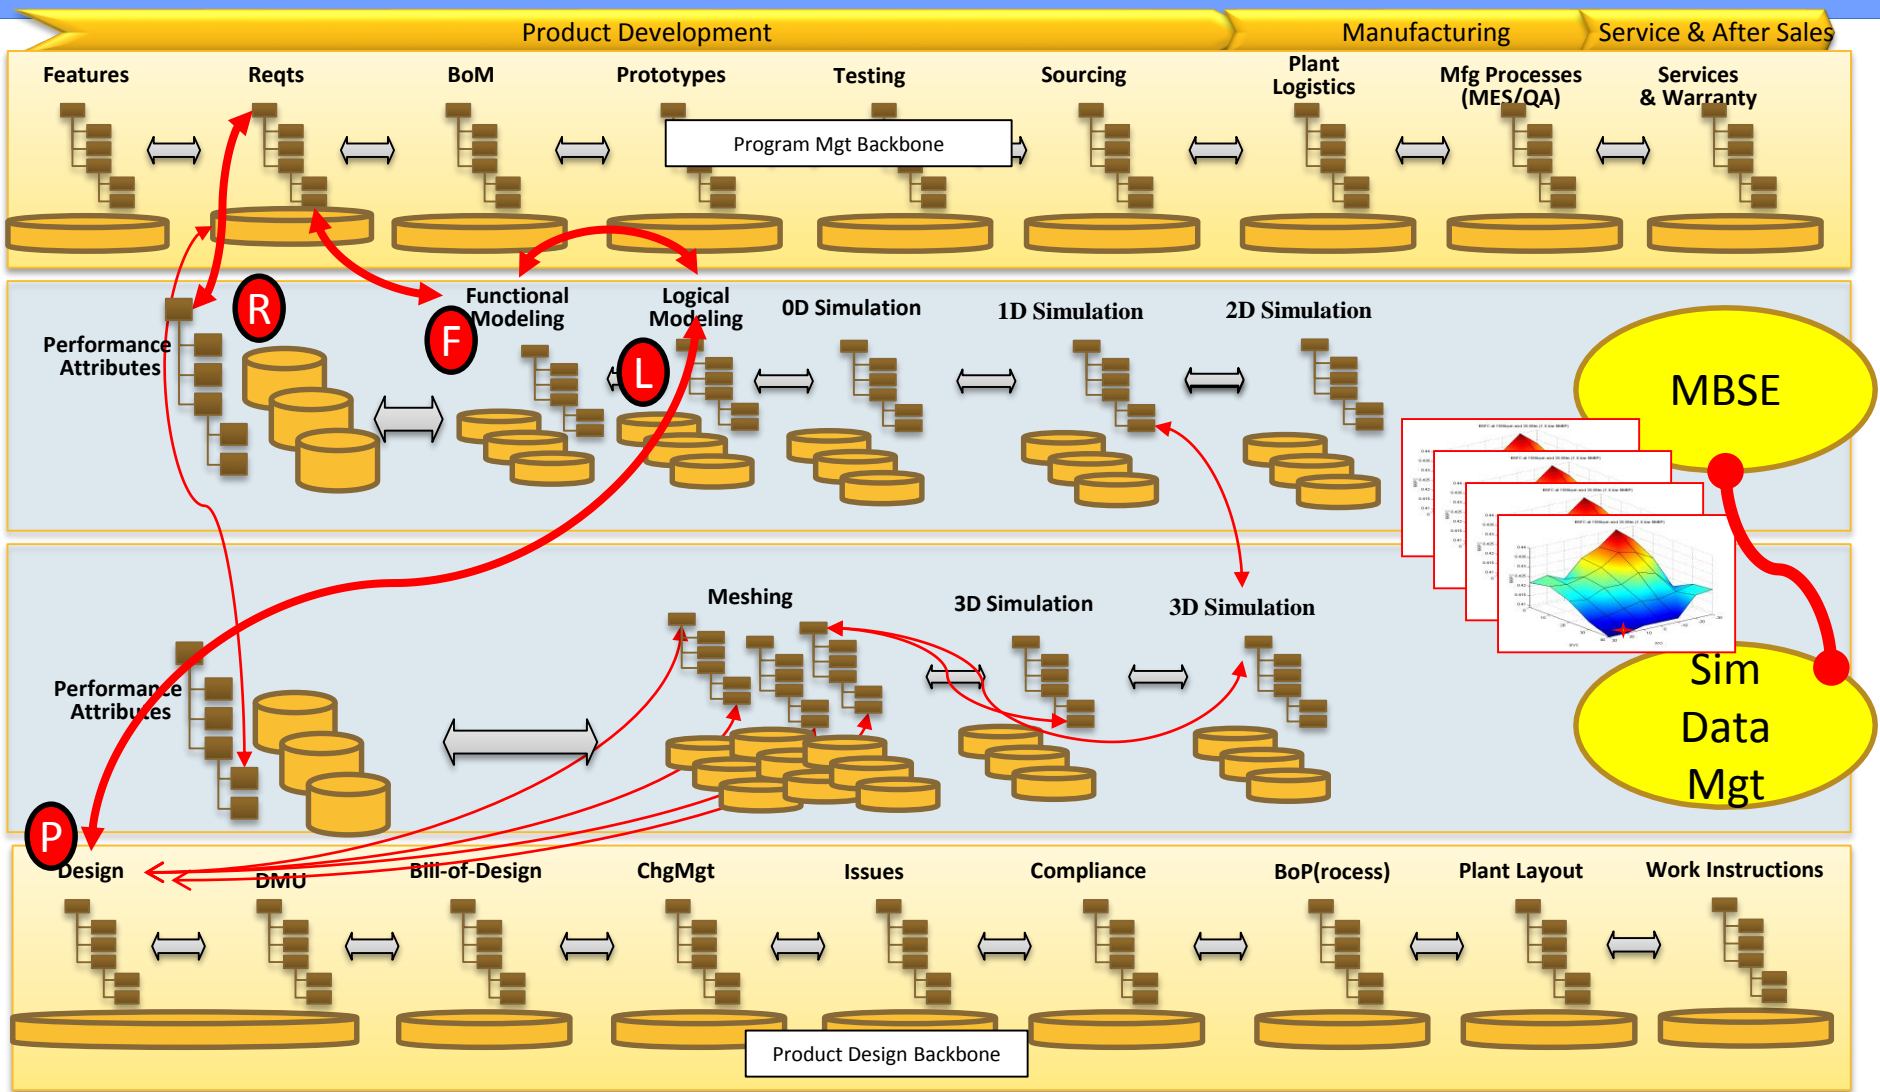 Product Development
Manufacturing
Service & After Sales
Features
Reqts
BoM
Prototypes
Testing
Sourcing
Plant
Logistics
Mfg Processes
(MES/QA)
Services
& Warranty
Program Mgt Backbone
R
F
L
Performance
Attributes
Functional
Modeling
Logical
Modeling
0D Simulation
1D Simulation
2D Simulation
MBSE
Performance
Attributes
Meshing
3D Simulation
3D Simulation
Sim
Data
Mgt
P
Design
DMU
Bill-of-Design
ChgMgt
Issues
Compliance
BoP(rocess)
Plant Layout
Work Instructions
Product Design Backbone